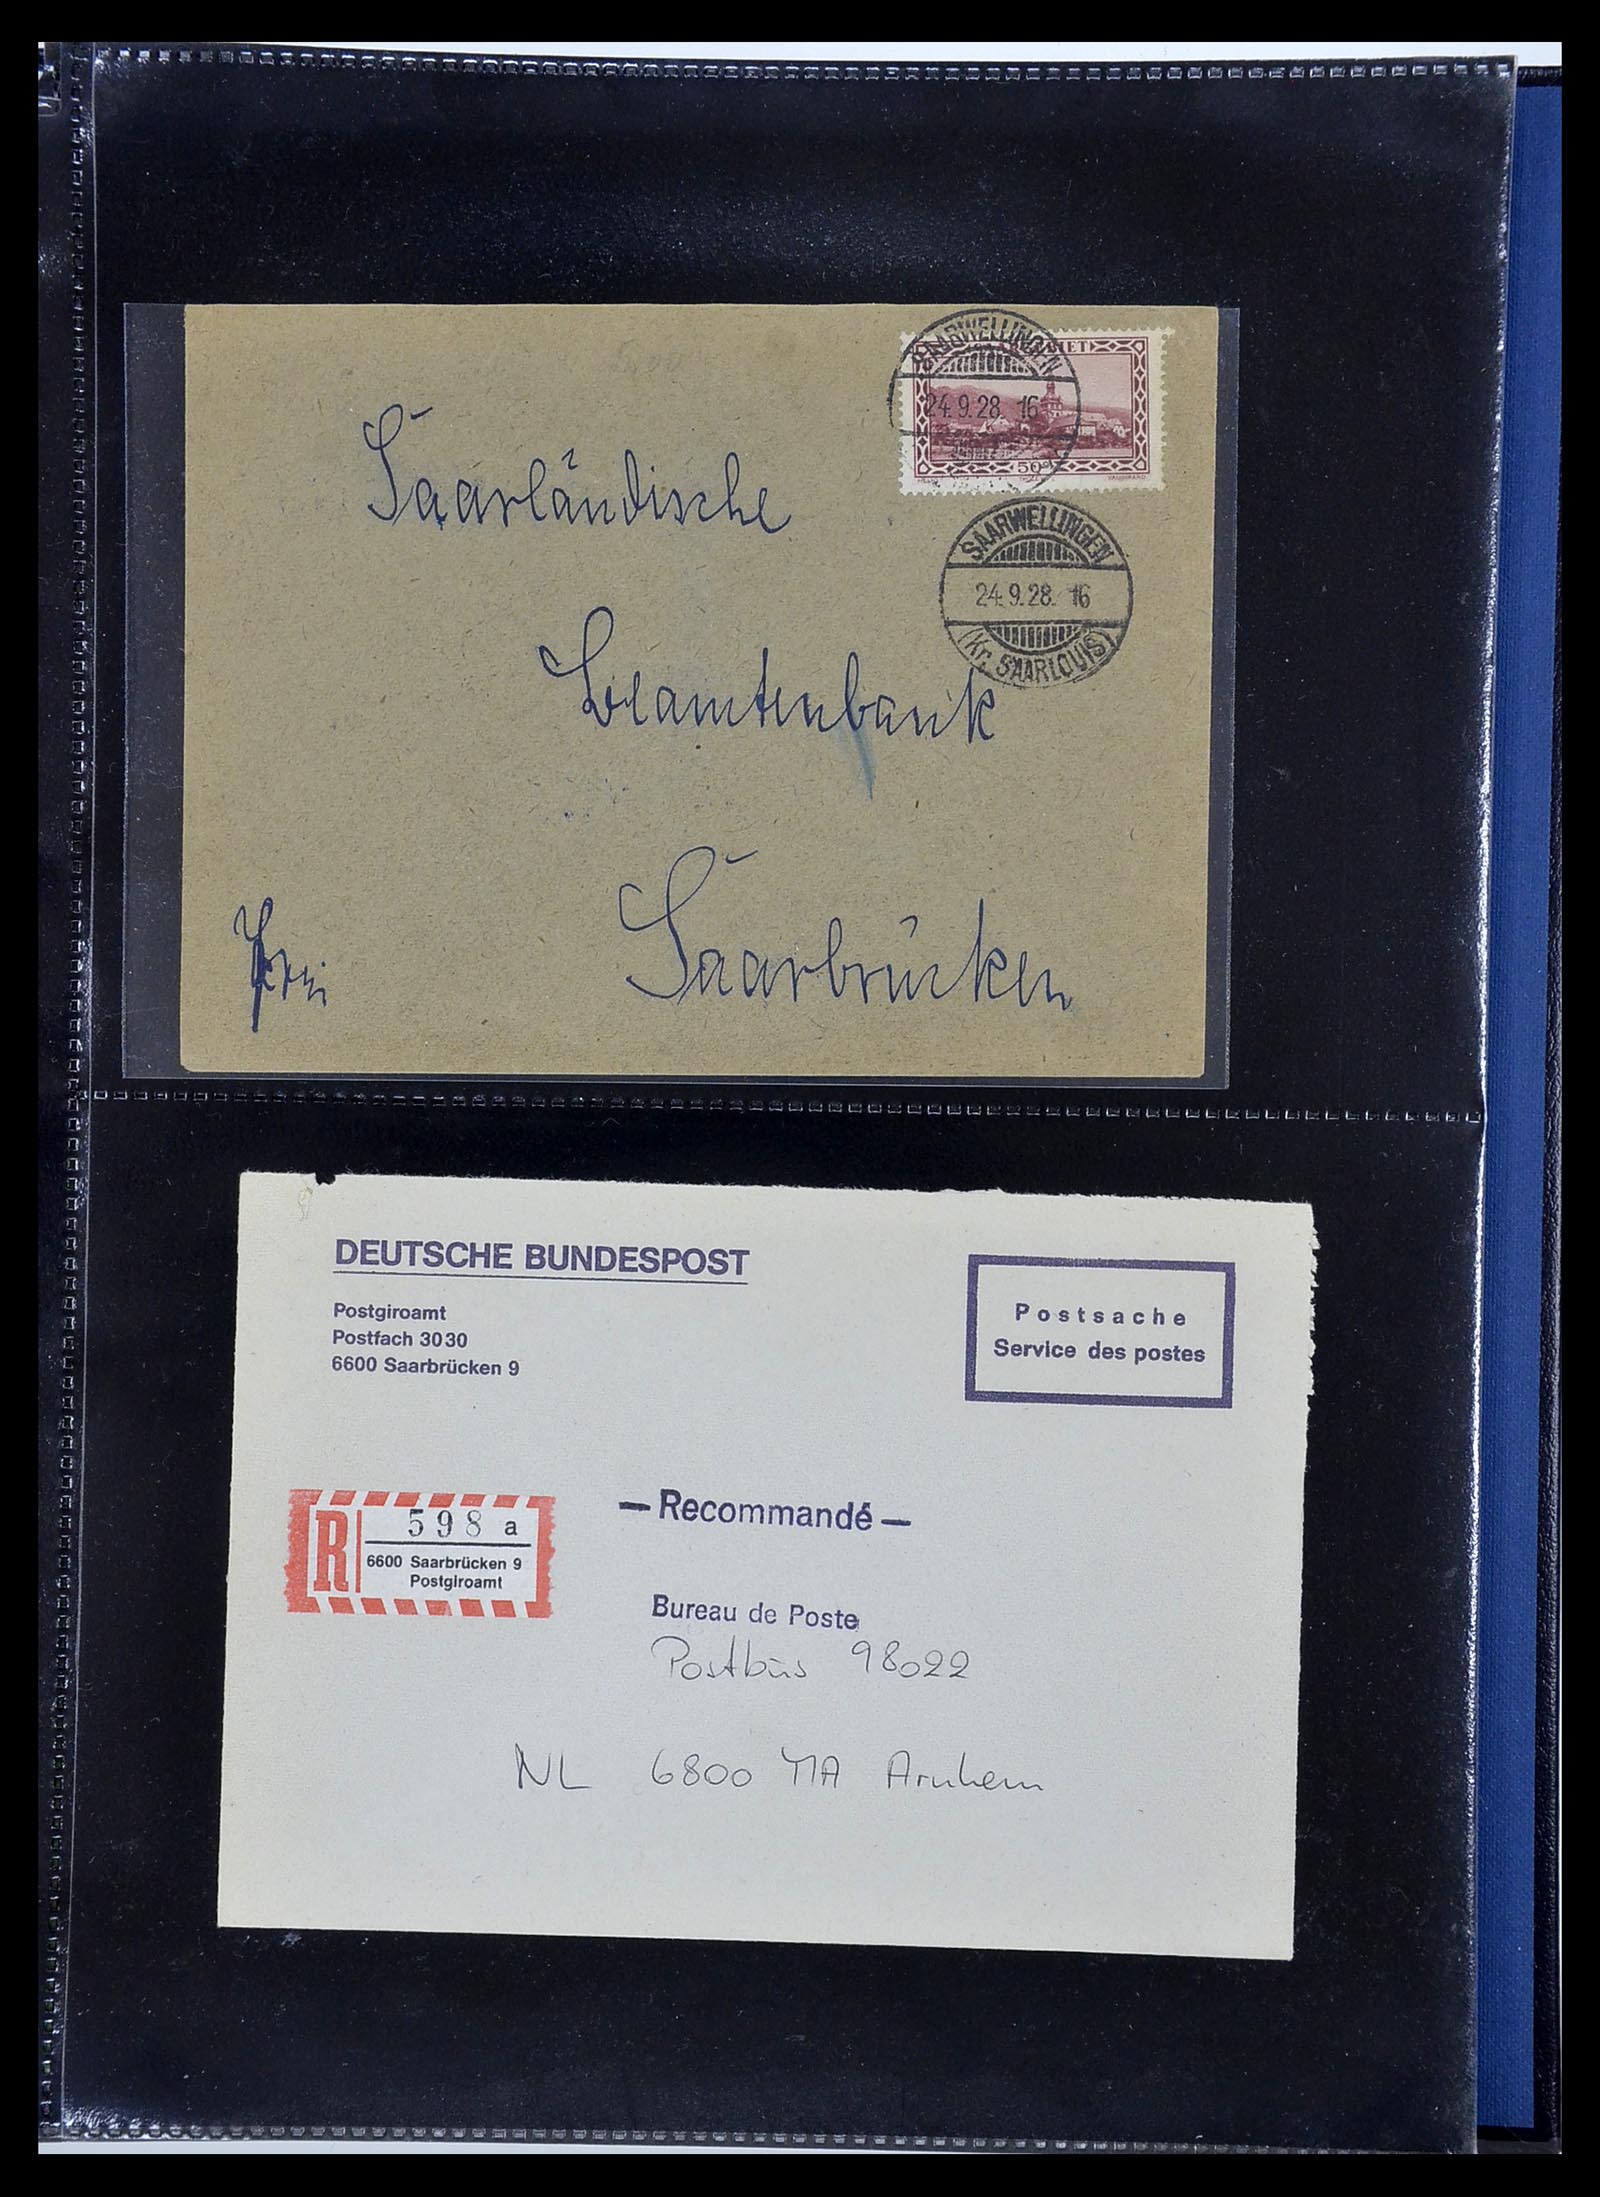 SAARWELLINGEN
24.9.28. 16
50
SAARWELLINGEN
24.9.28. 16
(Kr. SAARLOUIS)
Saarländische
Beamtenbank
Saarbrücken
DEUTSCHE BUNDESPOST
Postgiroamt
Postfach 3030
6600 Saarbrücken 9
Postsache
Service des postes
R 598 a
6600 Saarbrücken 9
Postgiroamt
— Recommandé —
Bureau de Poste
Postbus 98022
NL 6800 MA Arnhem